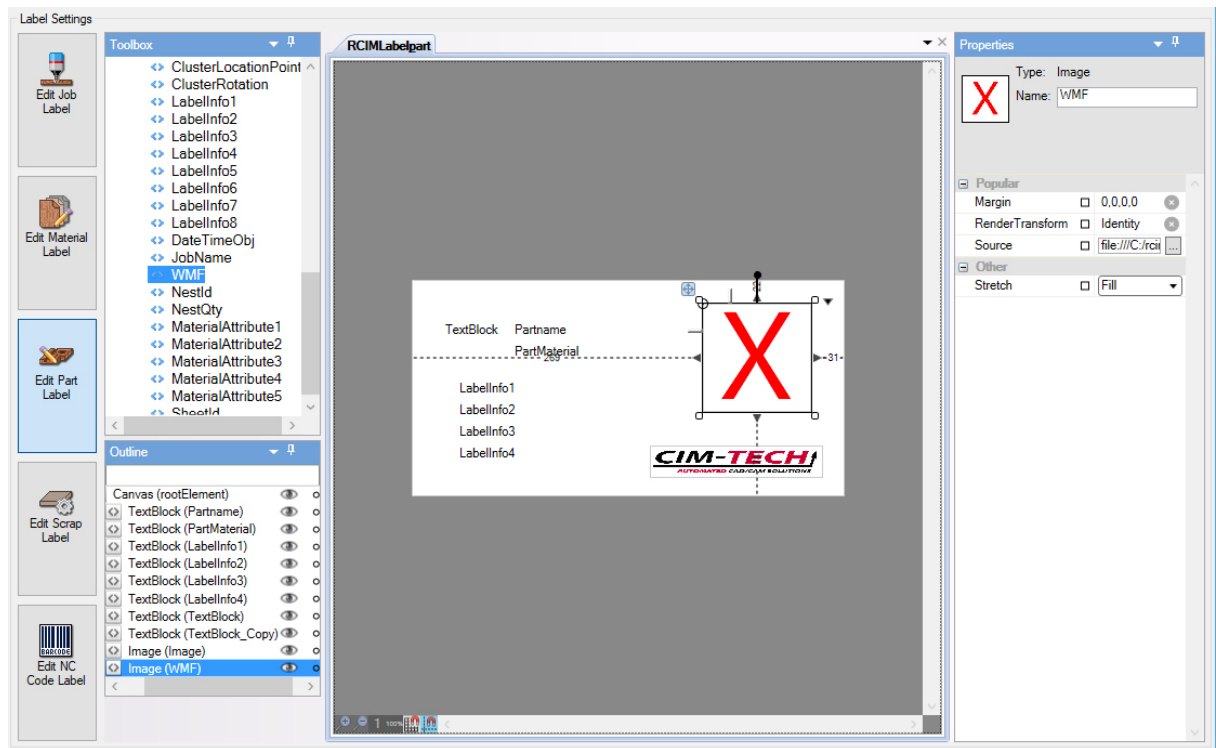 Label Settings
Edit Job
Label
Edit Material
Label
Edit Part
Label
Edit Scrap
Label
BARCODE
Edit NC
Code Label
Toolbox
ClusterLocationPoint
ClusterRotation
LabelInfo1
LabelInfo2
LabelInfo3
LabelInfo4
LabelInfo5
LabelInfo6
LabelInfo7
LabelInfo8
DateTimeObj
JobName
WMF
NestId
NestQty
MaterialAttribute1
MaterialAttribute2
MaterialAttribute3
MaterialAttribute4
MaterialAttribute5
SheetId
Outline
Canvas (rootElement)
TextBlock (Partname)
TextBlock (PartMaterial)
TextBlock (LabelInfo1)
TextBlock (LabelInfo2)
TextBlock (LabelInfo3)
TextBlock (LabelInfo4)
TextBlock (TextBlock)
TextBlock (TextBlock_Copy)
Image (Image)
Image (WMF)
RCIMLabelpart
TextBlock Partname
PartMaterial
269
31
X
LabelInfo1
LabelInfo2
LabelInfo3
LabelInfo4
CIM-TECH
AUTOMATED CAD/CAM SOLUTIONS
1 100%
Properties
X
Type: Image
Name: WMF
Popular
Margin 0,0,0,0
RenderTransform Identity
Source file:///C:/rcii ...
Other
Stretch Fill